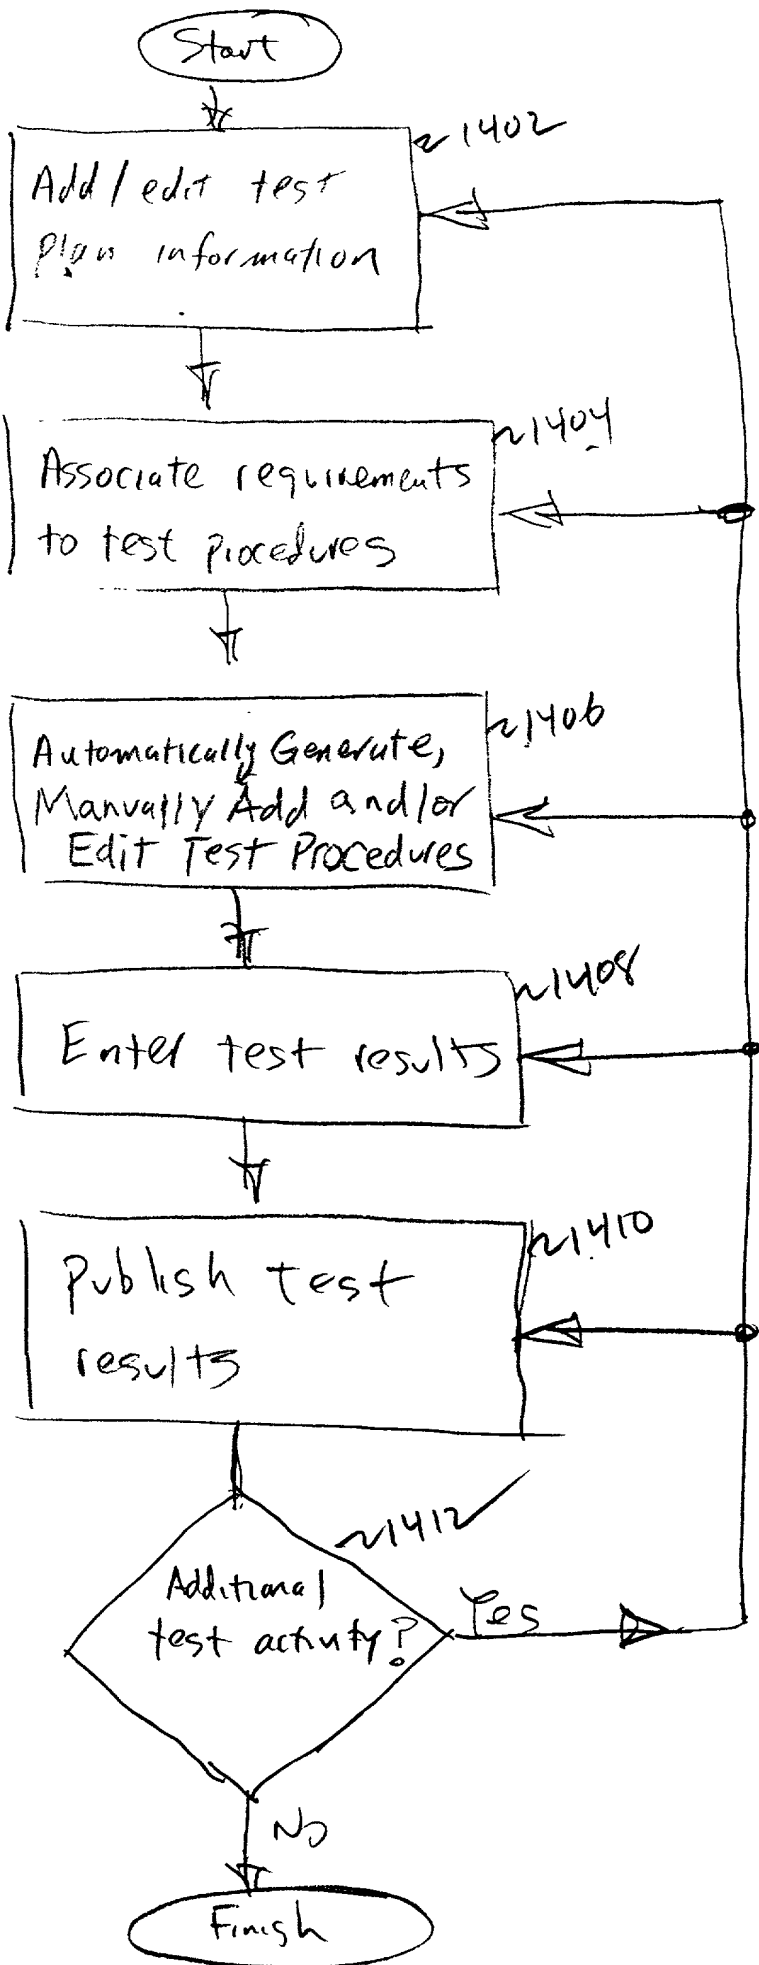 Start
~1402
Add/edit test
Plan information
~1404
Associate requirements
to test procedures
~1406
Automatically Generate,
Manually Add and/or
Edit Test Procedures
~1408
Enter test results
~1410
Publish test
results
~1412
Additional
test activity?
Yes
No
Finish